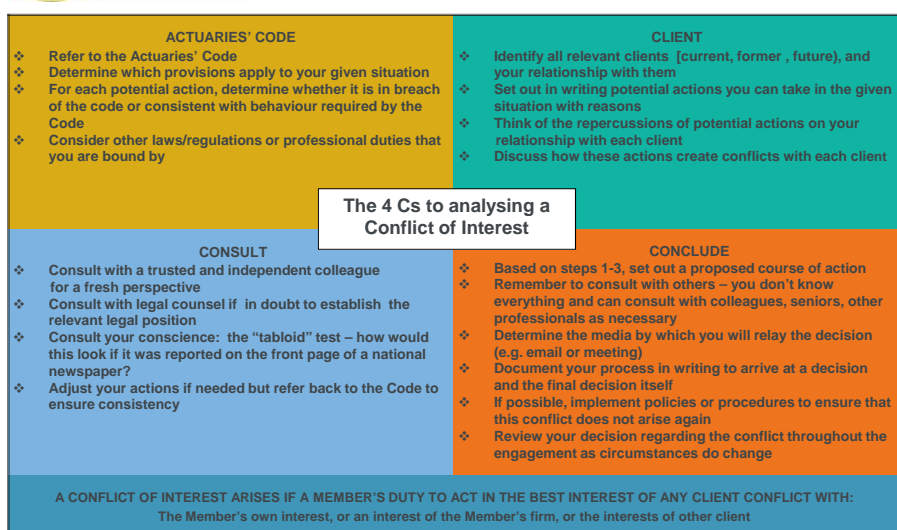 ACTUARIES' CODE
❖ Refer to the Actuaries' Code
❖ Determine which provisions apply to your given situation
❖ For each potential action, determine whether it is in breach
of the code or consistent with behaviour required by the
Code
❖ Consider other laws/regulations or professional duties that
you are bound by
CLIENT
❖ Identify all relevant clients [current, former , future), and
your relationship with them
❖ Set out in writing potential actions you can take in the given
situation with reasons
❖ Think of the repercussions of potential actions on your
relationship with each client
❖ Discuss how these actions create conflicts with each client
The 4 Cs to analysing a
Conflict of Interest
CONSULT
❖ Consult with a trusted and independent colleague
for a fresh perspective
❖ Consult with legal counsel if in doubt to establish the
relevant legal position
❖ Consult your conscience: the “tabloid” test – how would
this look if it was reported on the front page of a national
newspaper?
❖ Adjust your actions if needed but refer back to the Code to
ensure consistency
CONCLUDE
❖ Based on steps 1-3, set out a proposed course of action
❖ Remember to consult with others – you don't know
everything and can consult with colleagues, seniors, other
professionals as necessary
❖ Determine the media by which you will relay the decision
(e.g. email or meeting)
❖ Document your process in writing to arrive at a decision
and the final decision itself
❖ If possible, implement policies or procedures to ensure that
this conflict does not arise again
❖ Review your decision regarding the conflict throughout the
engagement as circumstances do change
A CONFLICT OF INTEREST ARISES IF A MEMBER'S DUTY TO ACT IN THE BEST INTEREST OF ANY CLIENT CONFLICT WITH:
The Member's own interest, or an interest of the Member's firm, or the interests of other client